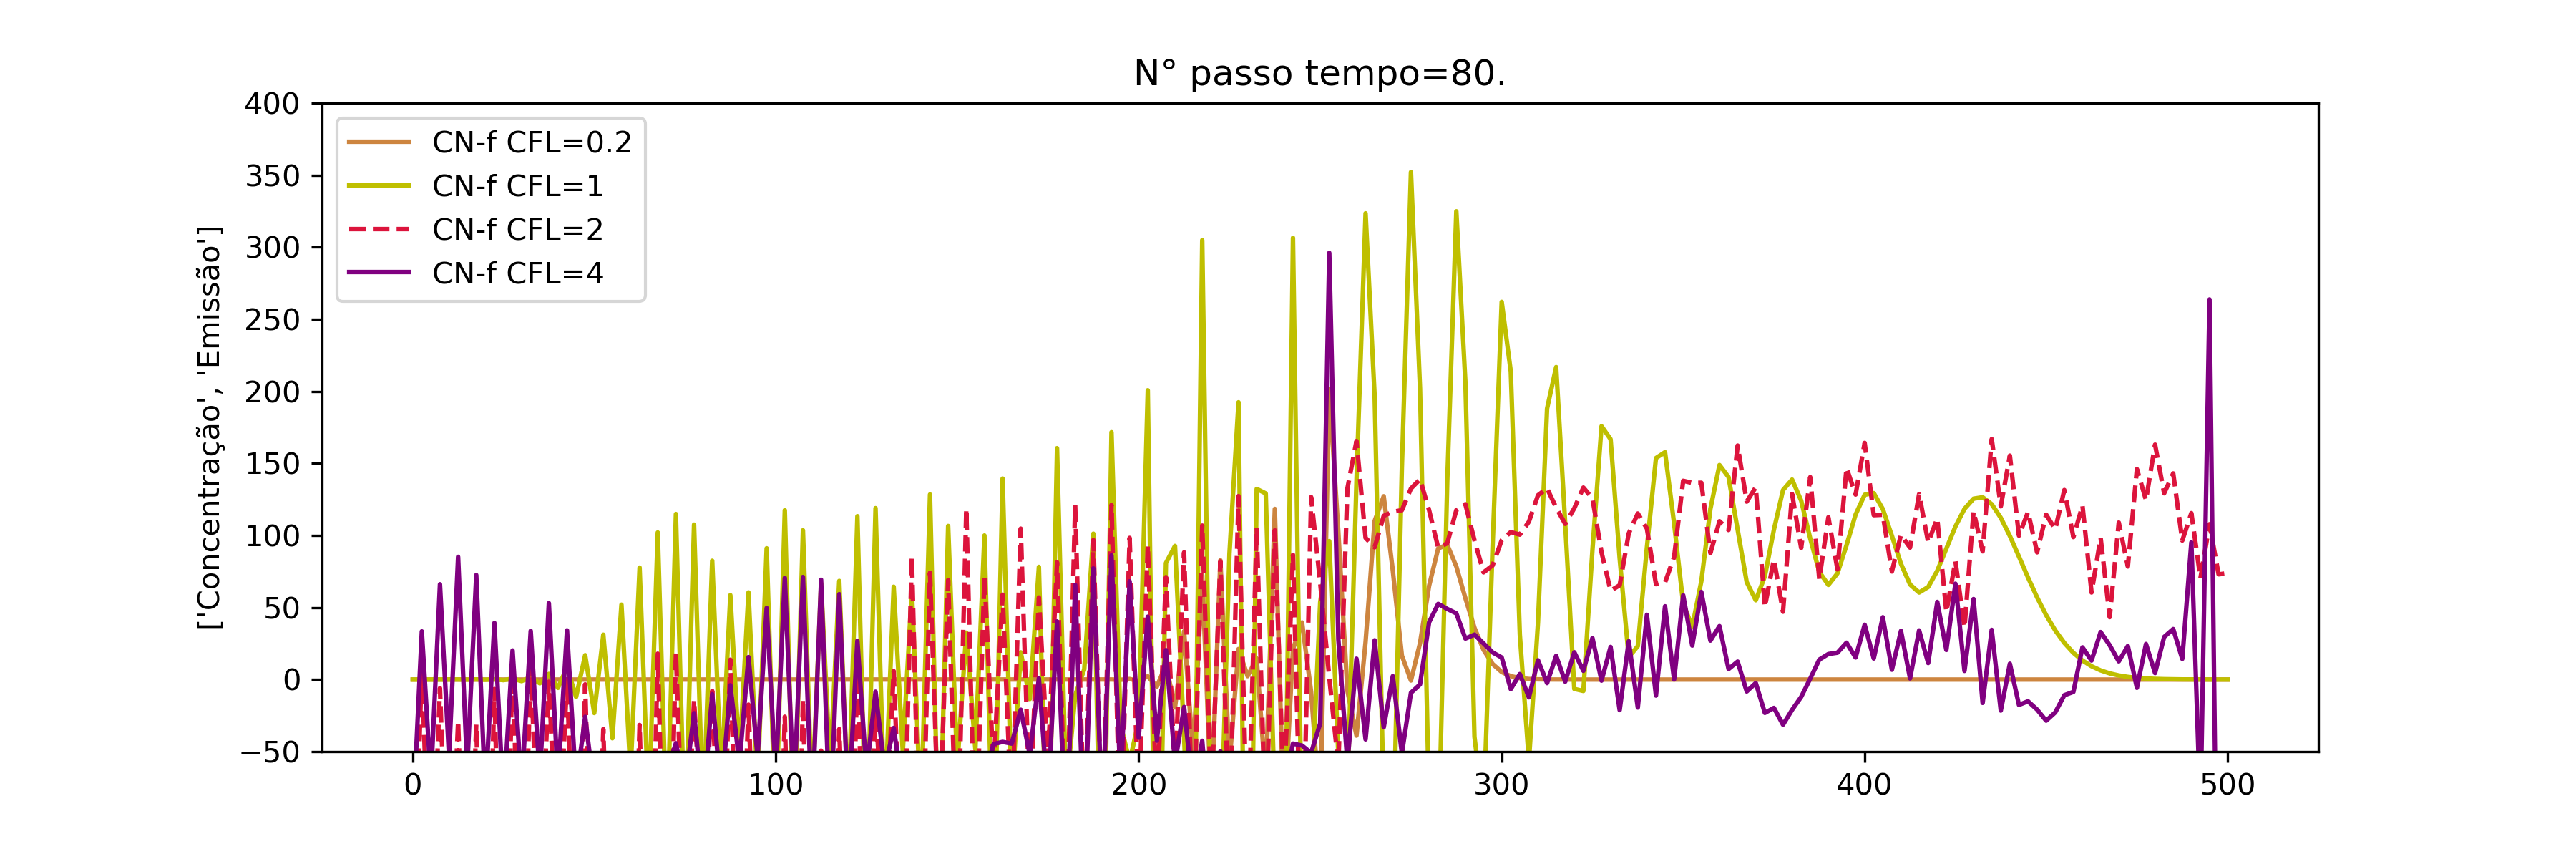 N° passo tempo=80.
['Concentração', 'Emissão']
400
350
300
250
200
150
100
50
0
−50
CN-f CFL=0.2
CN-f CFL=1
CN-f CFL=2
CN-f CFL=4
0
100
200
300
400
500